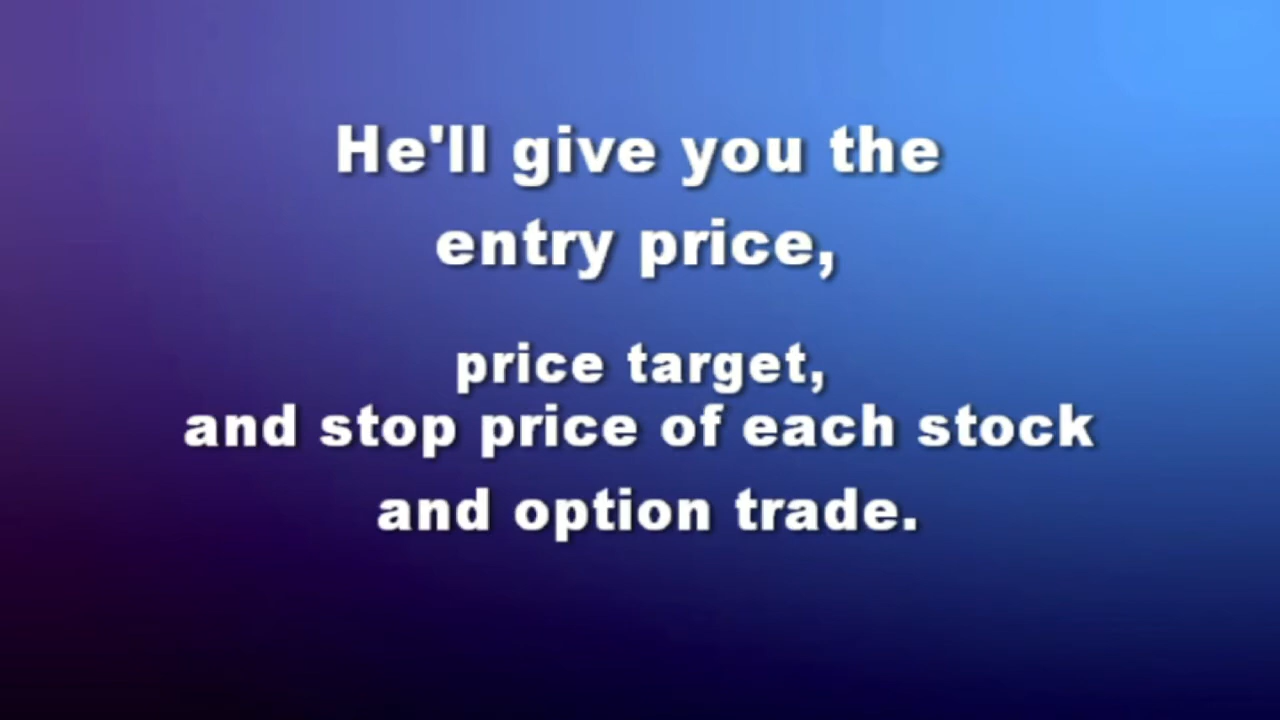 He'll give you the
entry price,
price target,
and stop price of each stock
and option trade.